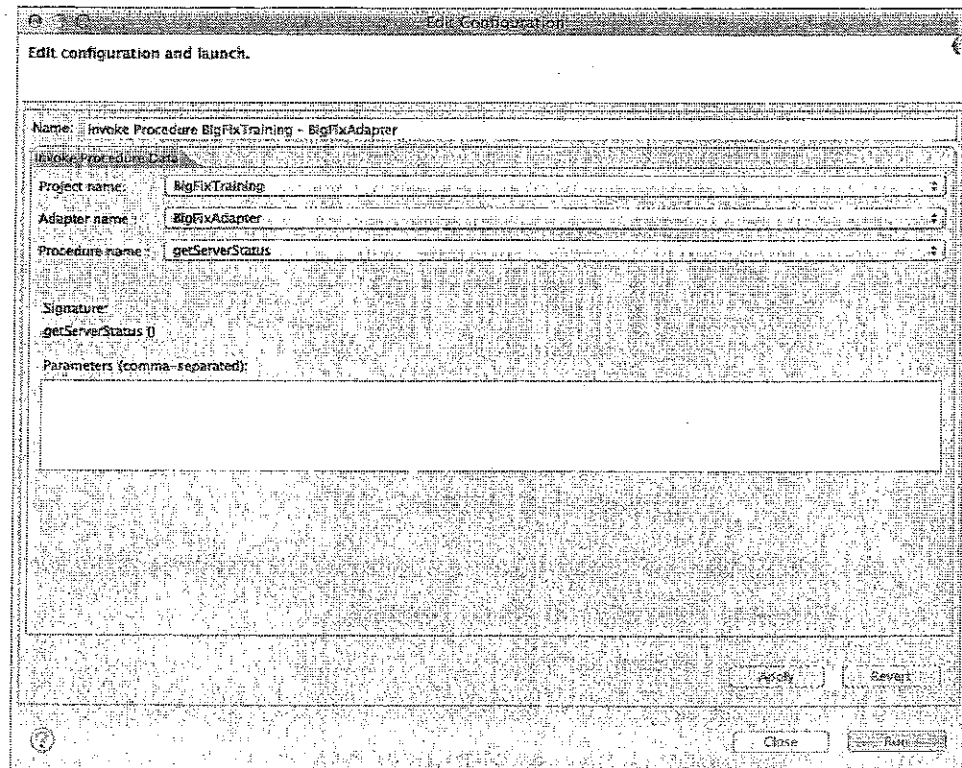 Edit Configuration
Edit configuration and launch.
Name: Invoke Procedure BigFixTraining - BigFixAdapter
Invoke Procedure Data
Project name: BigFixTraining
Adapter name : BigFixAdapter
Procedure name : getServerStatus
Signature:
getServerStatus ()
Parameters (comma-separated):
Apply Revert
? Close Run